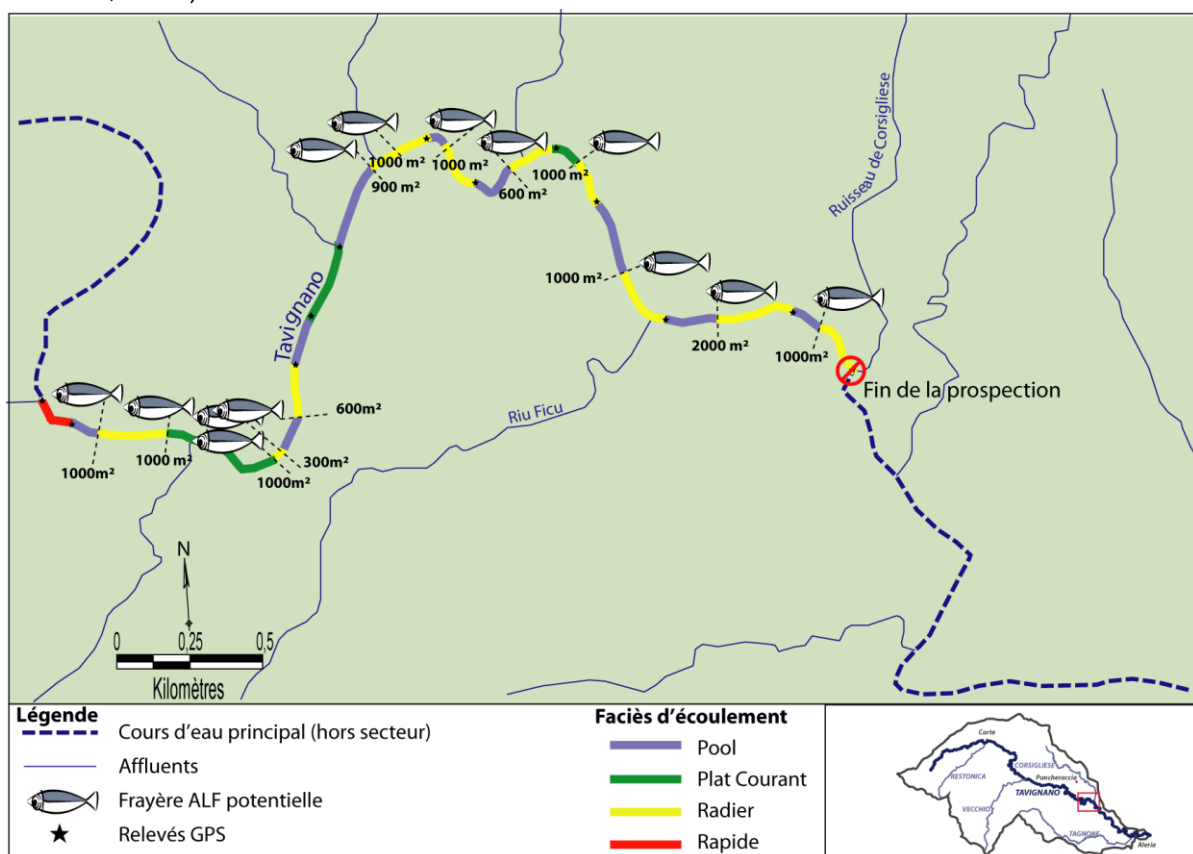 1000 m²
900 m²
1000 m²
600 m²
1000 m²
Ruisseau de Corsigliese
Tavignano
1000 m²
2000 m²
1000m²
Fin de la prospection
Riu Ficu
600m²
300m²
1000m²
1000 m²
1000m²
N
0 0,25 0,5
Kilomètres
Légende
Cours d'eau principal (hors secteur)
Affluents
Frayère ALF potentielle
Relevés GPS
Faciès d'écoulement
Pool
Plat Courant
Radier
Rapide
Corte
CORSIGLIESE
RESTONICA
Puncheraccia
TAVIGNANO
VECCHIO
TAGNONE
Aleria